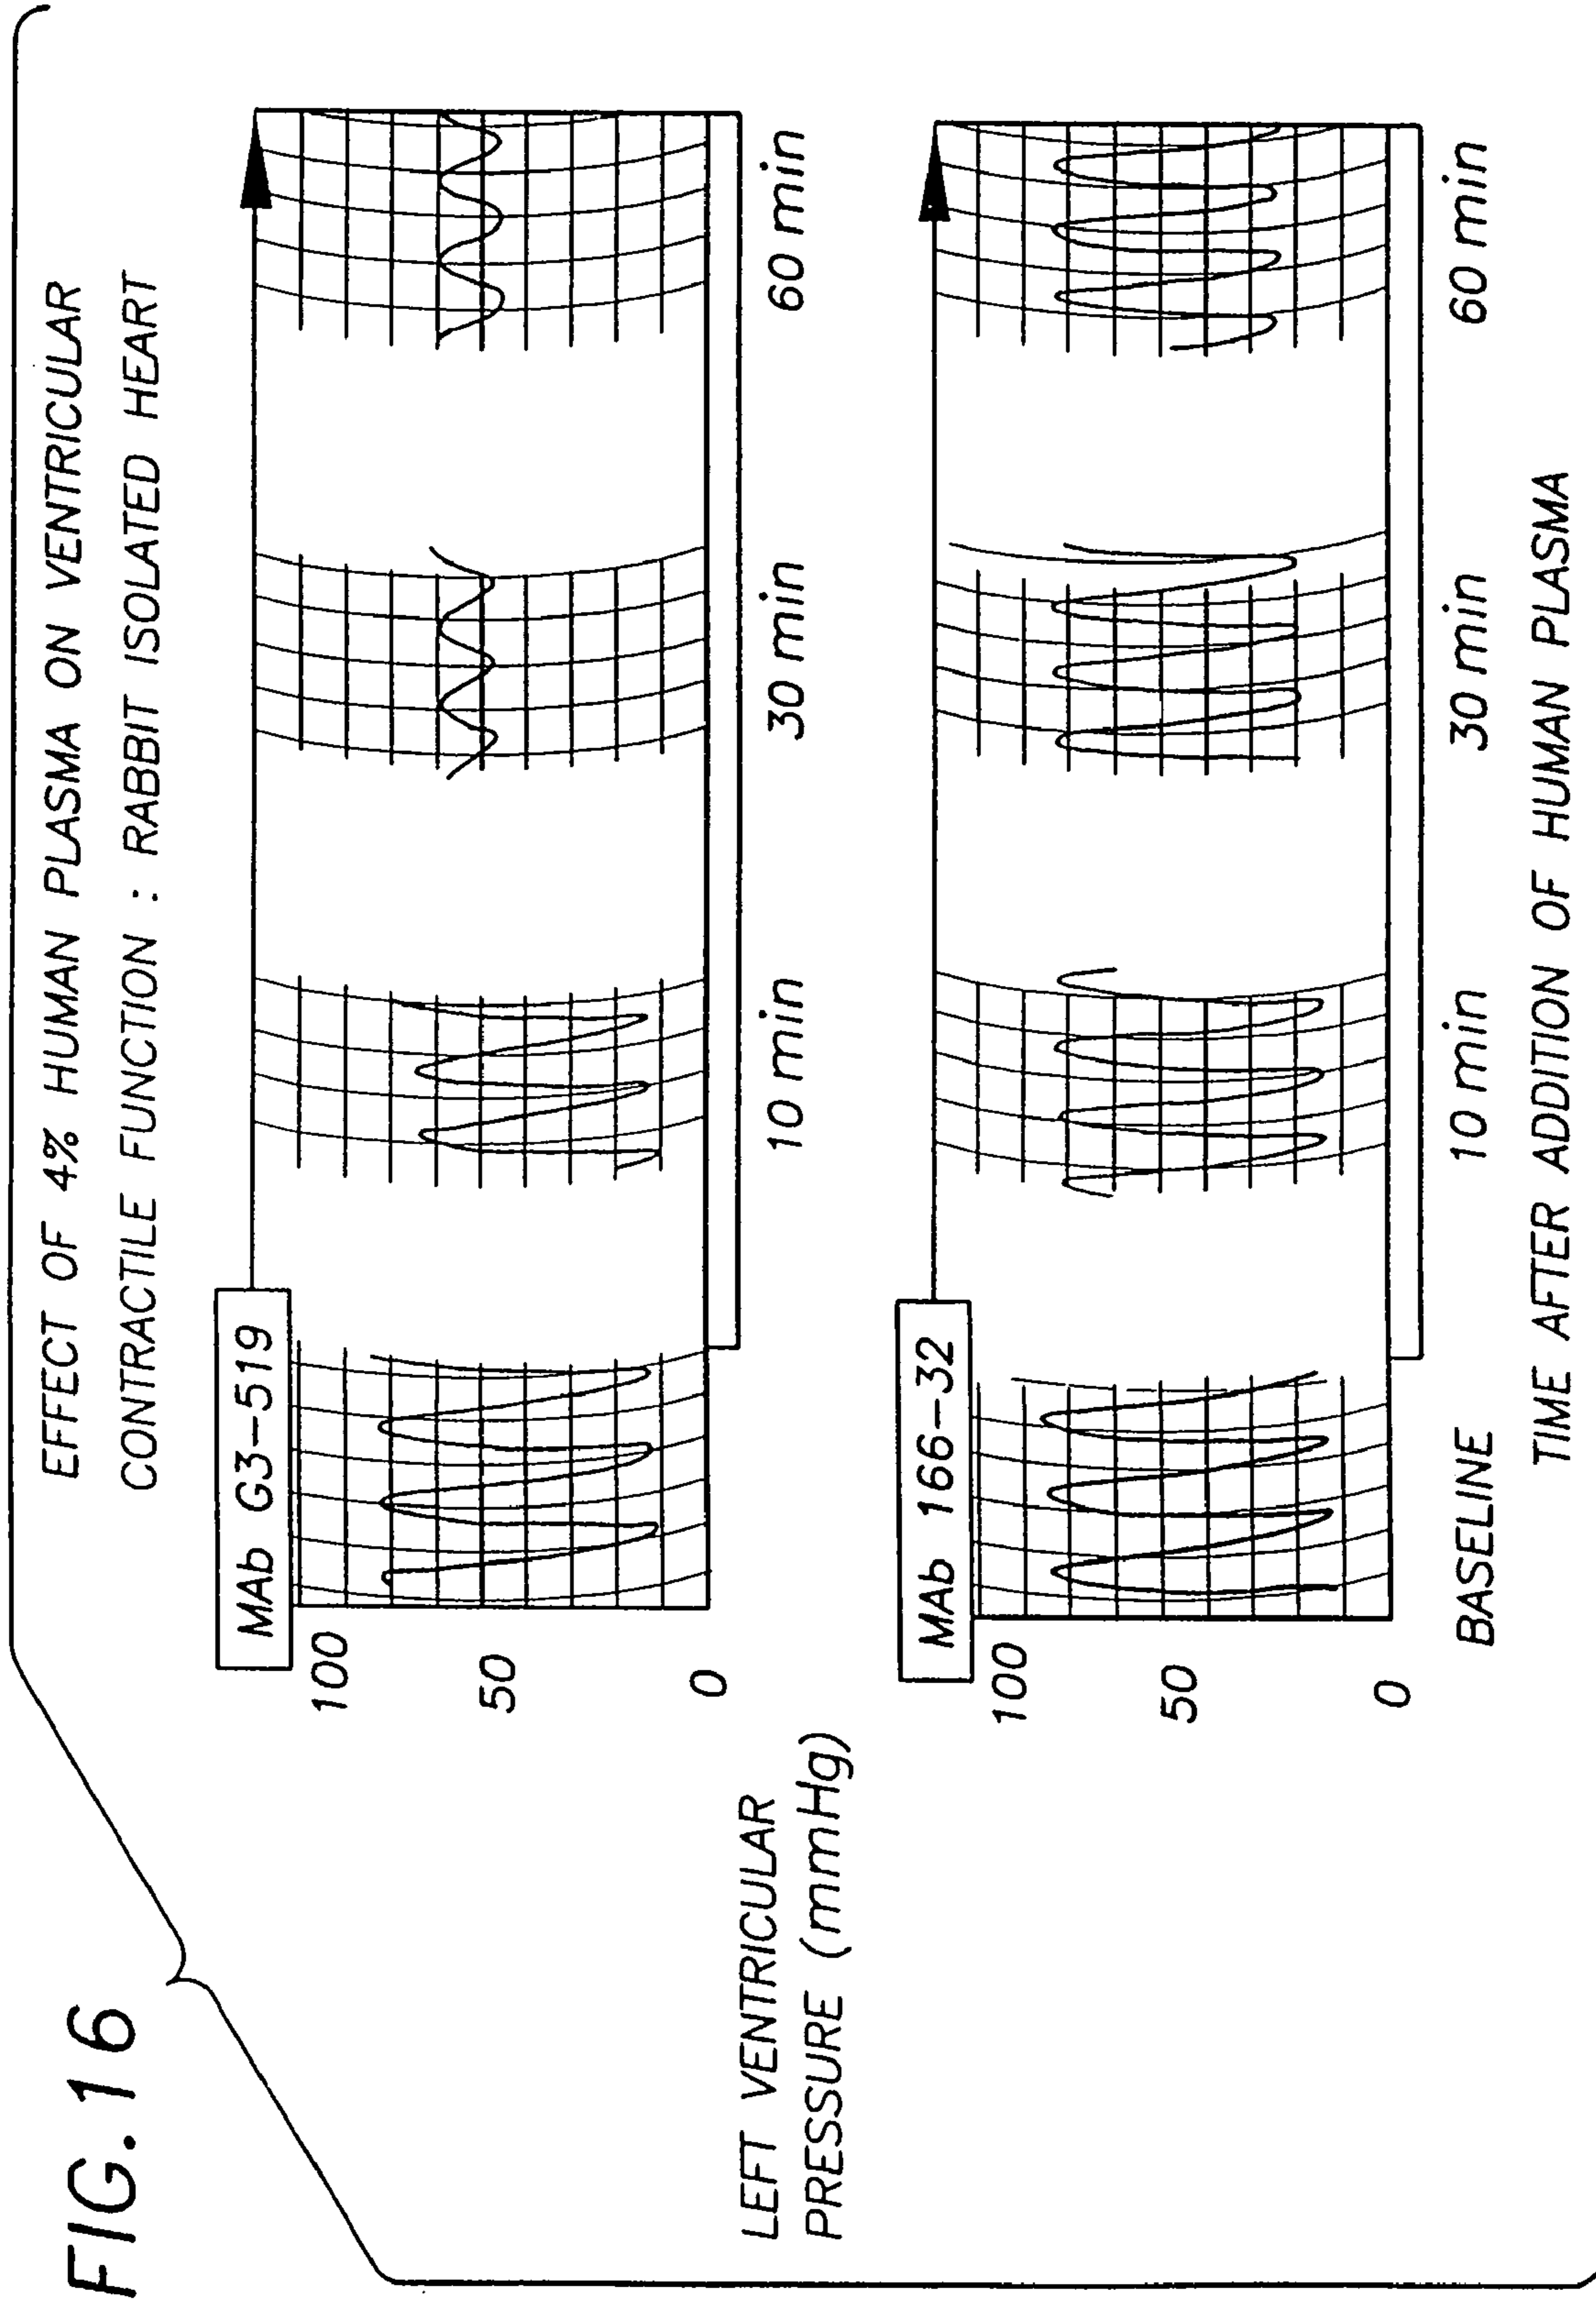 FIG. 16
EFFECT OF 4% HUMAN PLASMA ON VENTRICULAR
CONTRACTILE FUNCTION : RABBIT ISOLATED HEART
LEFT VENTRICULAR
PRESSURE (mmHg)
MAb G3-519
100
50
0
10 min
30 min
60 min
MAb 166-32
100
50
0
BASELINE
10 min
30 min
60 min
TIME AFTER ADDITION OF HUMAN PLASMA